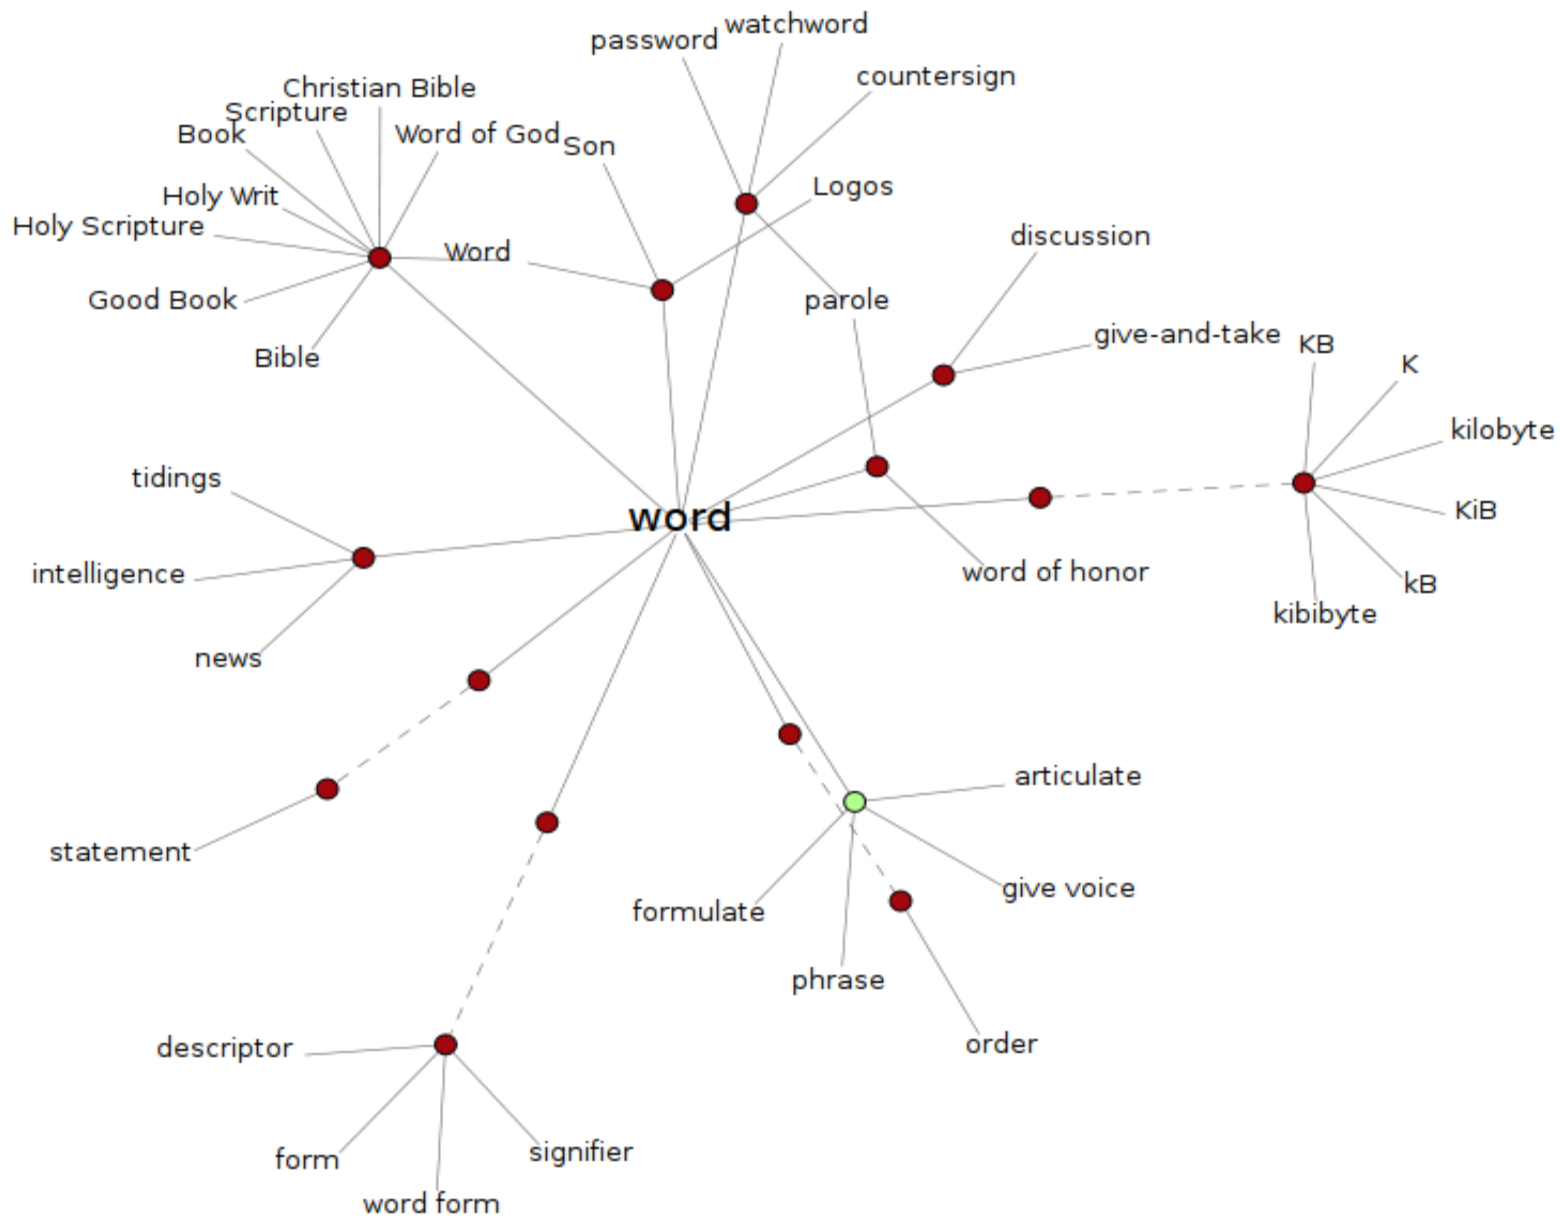 watchword
password
countersign
Christian Bible
Scripture
Book
Word of God
Son
Logos
Holy Writ
Holy Scripture
discussion
Word
Good Book
parole
give-and-take
KB
Bible
K
kilobyte
tidings
KiB
word
intelligence
word of honor
kB
kibibyte
news
articulate
statement
give voice
formulate
phrase
order
descriptor
signifier
form
word form